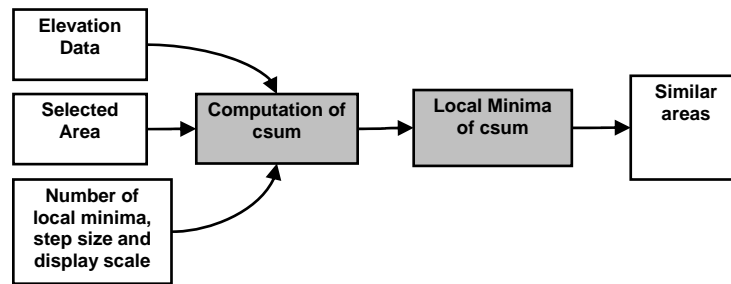 Elevation
Data
Selected
Area
Number of
local minima,
step size and
display scale
Computation of
csum
Local Minima
of csum
Similar
areas